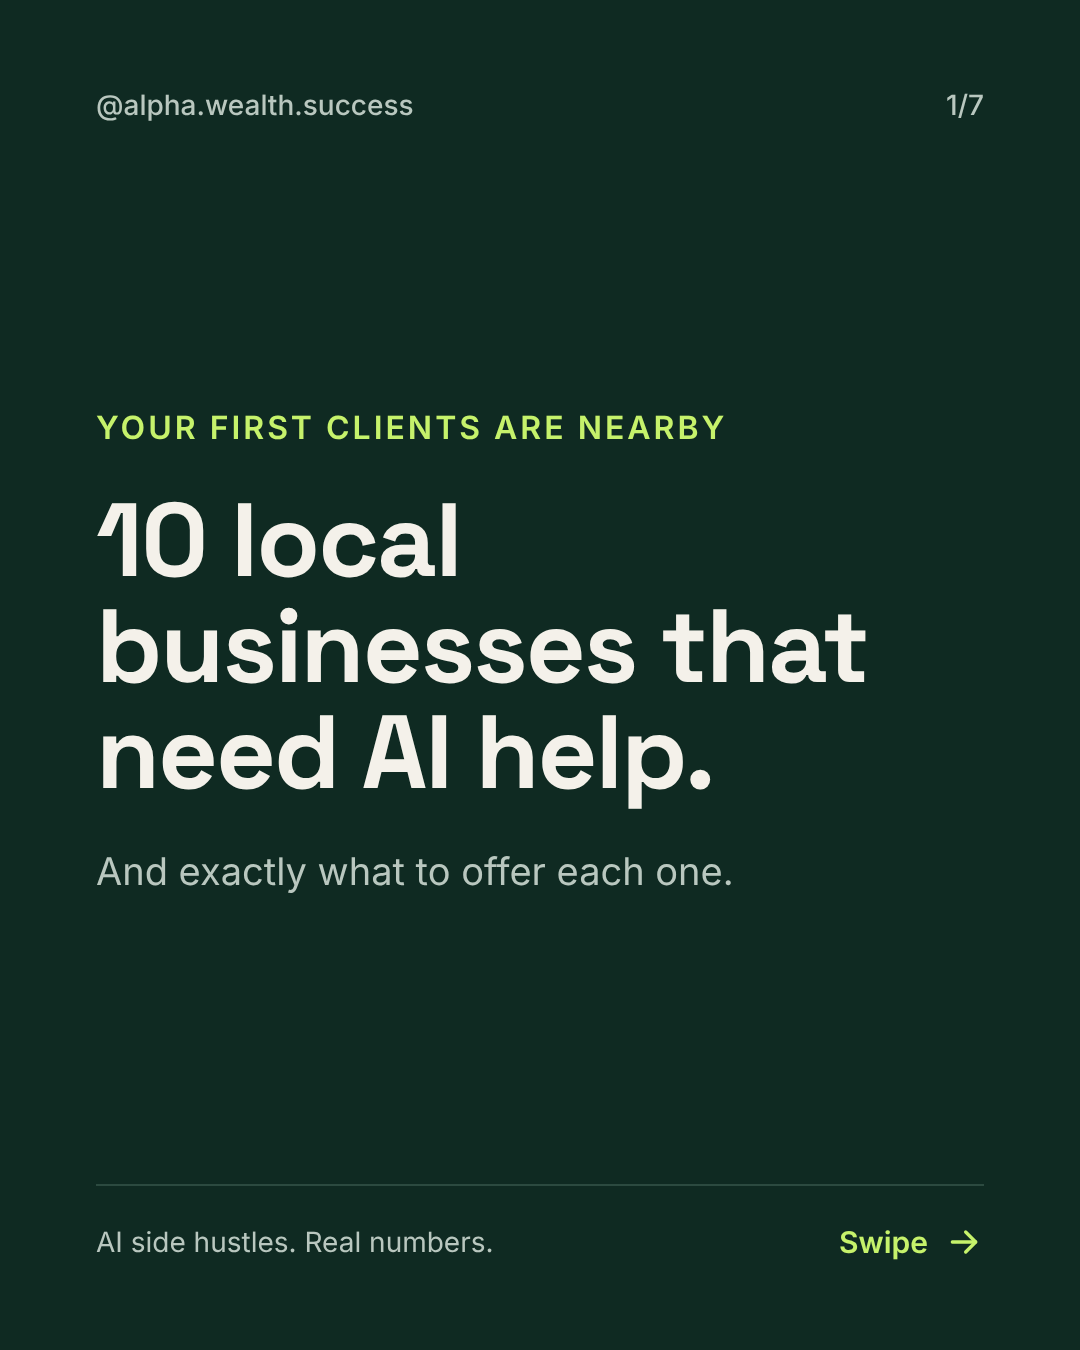 @alpha.wealth.success
1/7
YOUR FIRST CLIENTS ARE NEARBY
10 local
businesses that
need AI help.
And exactly what to offer each one.
AI side hustles. Real numbers.
Swipe →